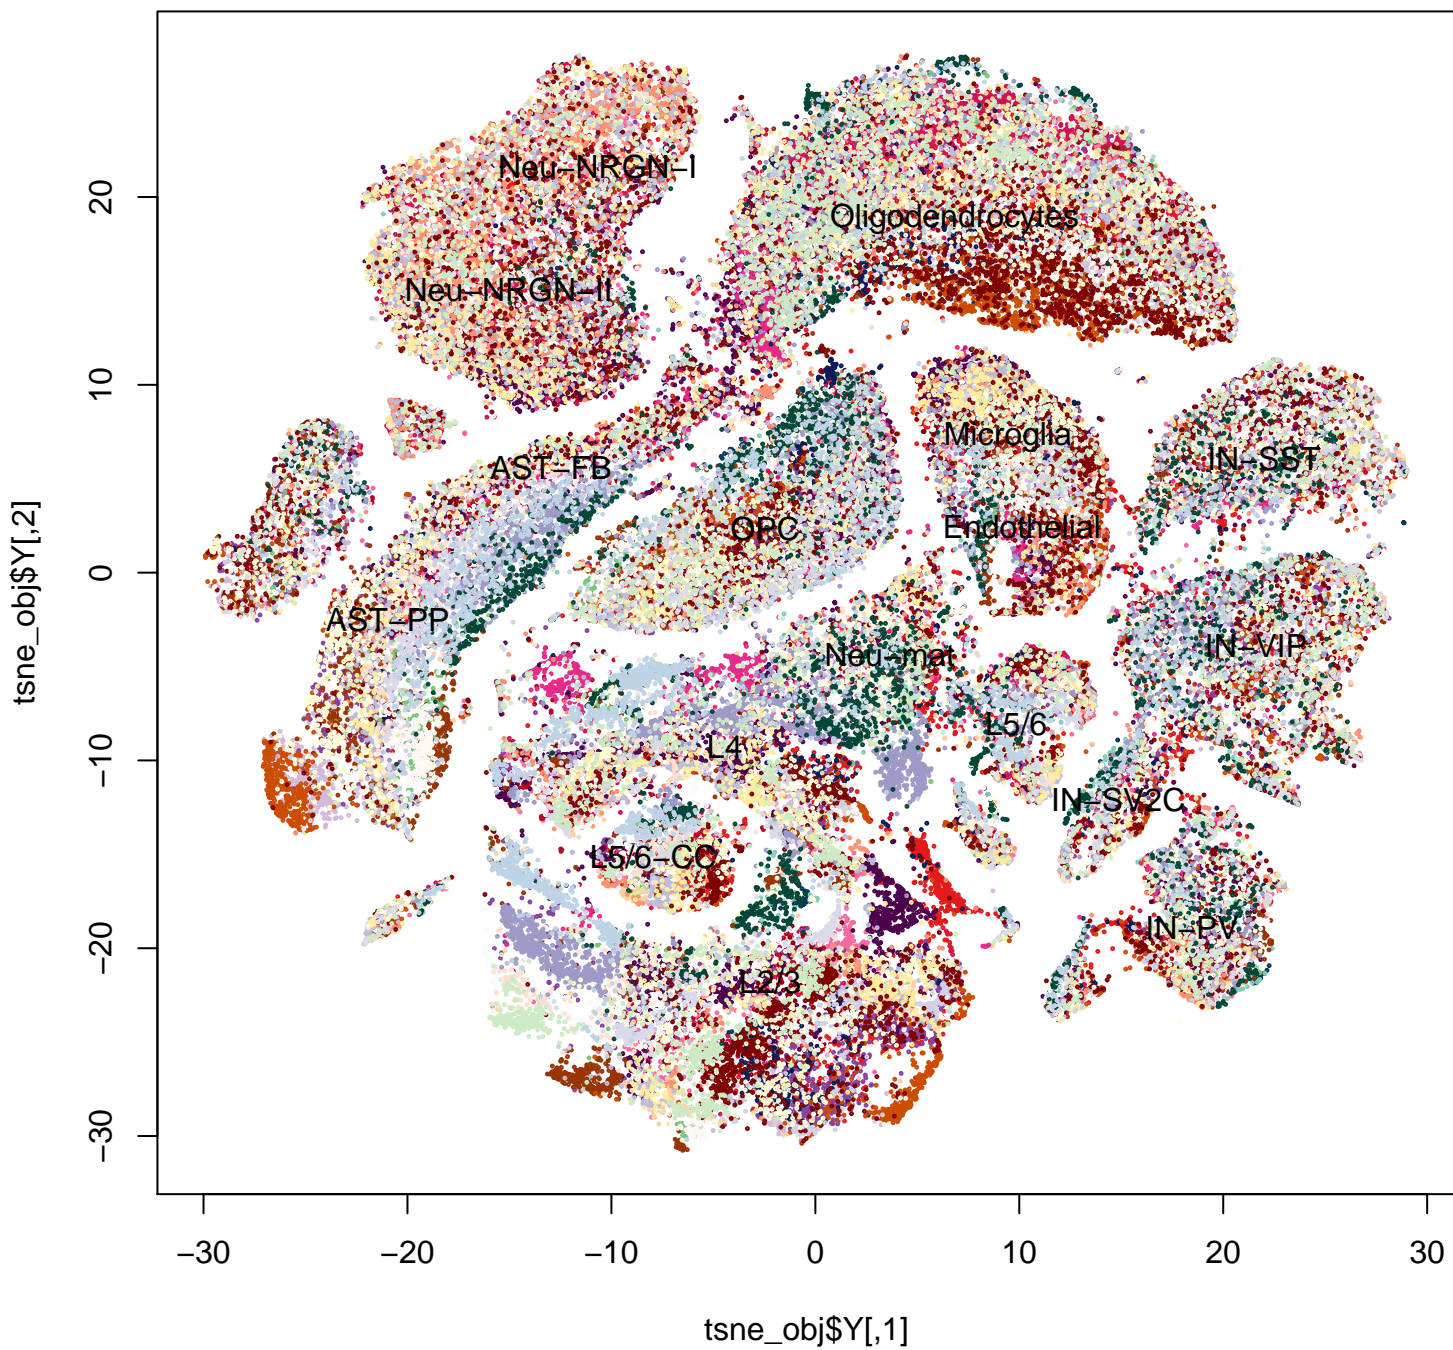 Neu−NRGN−I
Oligodendrocytes
Neu−NRGN−II
Microglia
AST−FB
IN−SST
OPC
Endothelial
AST−PP
Neu−mat
IN−VIP
L4
L5/6
IN−SV2C
L5/6−CC
IN−PV
L2/3
20
10
0
−10
−20
−30
tsne_obj$Y[,2]
−30 −20 −10 0 10 20 30
tsne_obj$Y[,1]